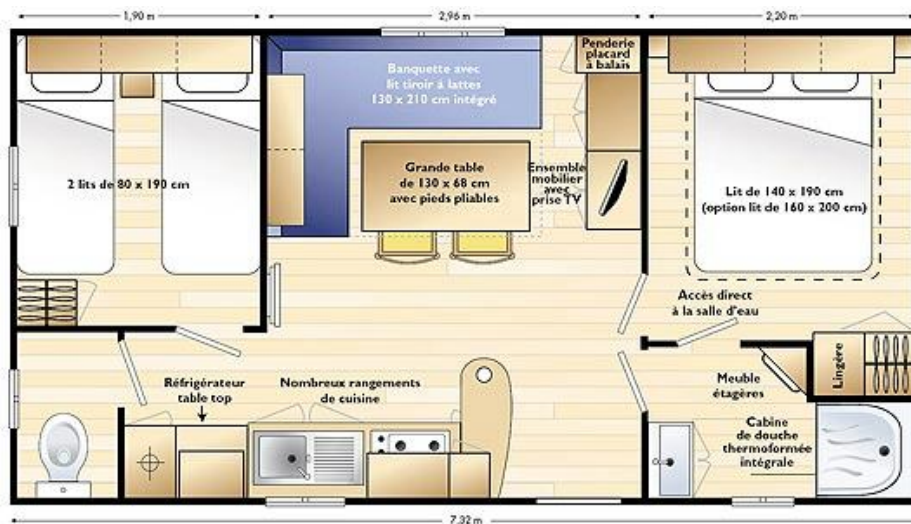 1,90 m
2,96 m
2,20 m
Penderie
placard
à balais
Banquette avec
lit tiroir à lattes
130 x 210 cm intégré
2 lits de 80 x 190 cm
Grande table
de 130 x 68 cm
avec pieds pliables
Ensemble
mobilier
avec
prise TV
Lit de 140 x 190 cm
(option lit de 160 x 200 cm)
Accès direct
à la salle d'eau
Réfrigérateur
table top
Nombreux rangements
de cuisine
Meuble
étagères
Lingère
Cabine
de douche
thermoformée
intégrale
7.32 m